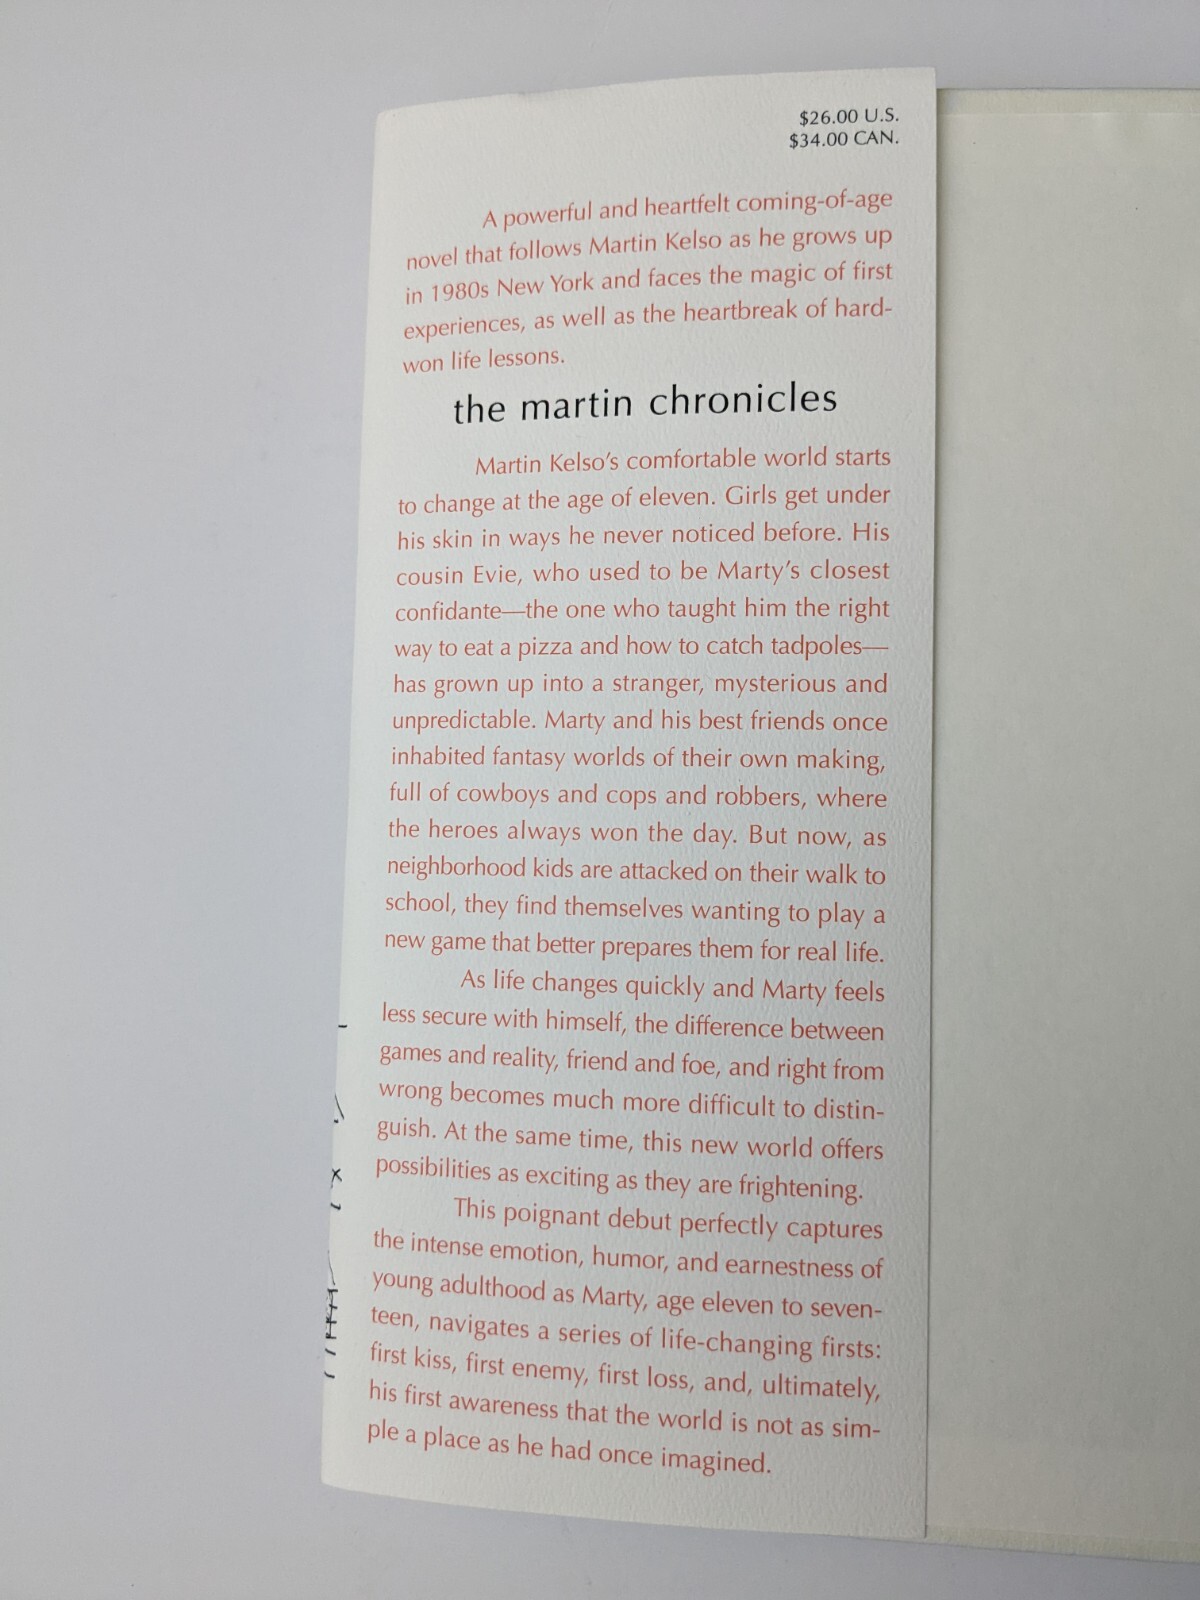 $26.00 U.S.
$34.00 CAN.
A powerful and heartfelt coming-of-age
novel that follows Martin Kelso as he grows up
in 1980s New York and faces the magic of first
experiences, as well as the heartbreak of hard-
won life lessons.
the martin chronicles
Martin Kelso's comfortable world starts
to change at the age of eleven. Girls get under
his skin in ways he never noticed before. His
cousin Evie, who used to be Marty's closest
confidante—the one who taught him the right
way to eat a pizza and how to catch tadpoles—
has grown up into a stranger, mysterious and
unpredictable. Marty and his best friends once
inhabited fantasy worlds of their own making,
full of cowboys and cops and robbers, where
the heroes always won the day. But now, as
neighborhood kids are attacked on their walk to
school, they find themselves wanting to play a
new game that better prepares them for real life.
As life changes quickly and Marty feels
less secure with himself, the difference between
games and reality, friend and foe, and right from
wrong becomes much more difficult to distin-
guish. At the same time, this new world offers
possibilities as exciting as they are frightening.
This poignant debut perfectly captures
the intense emotion, humor, and earnestness of
young adulthood as Marty, age eleven to seven-
teen, navigates a series of life-changing firsts:
first kiss, first enemy, first loss, and, ultimately,
his first awareness that the world is not as sim-
ple a place as he had once imagined.